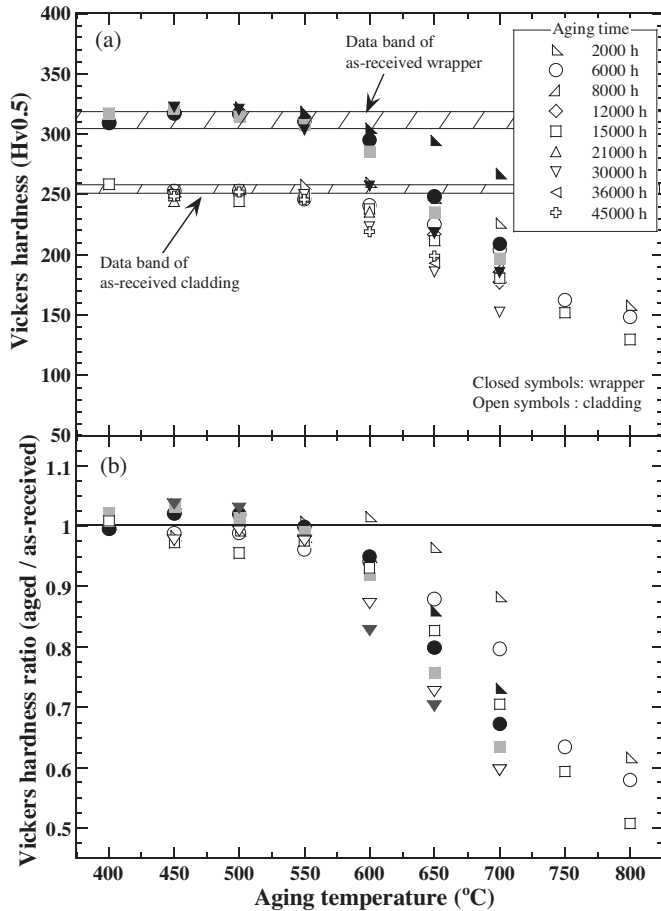 400
350
300
250
200
150
100
50
Vickers hardness (Hv0.5)
(a)
Data band of
as-received wrapper
Data band of
as-received cladding
Aging time
2000 h
6000 h
8000 h
12000 h
15000 h
21000 h
30000 h
36000 h
45000 h
Closed symbols: wrapper
Open symbols : cladding
(b)
1.1
1
0.9
0.8
0.7
0.6
0.5
Vickers hardness ratio (aged / as-received)
400 450 500 550 600 650 700 750 800
Aging temperature (ºC)